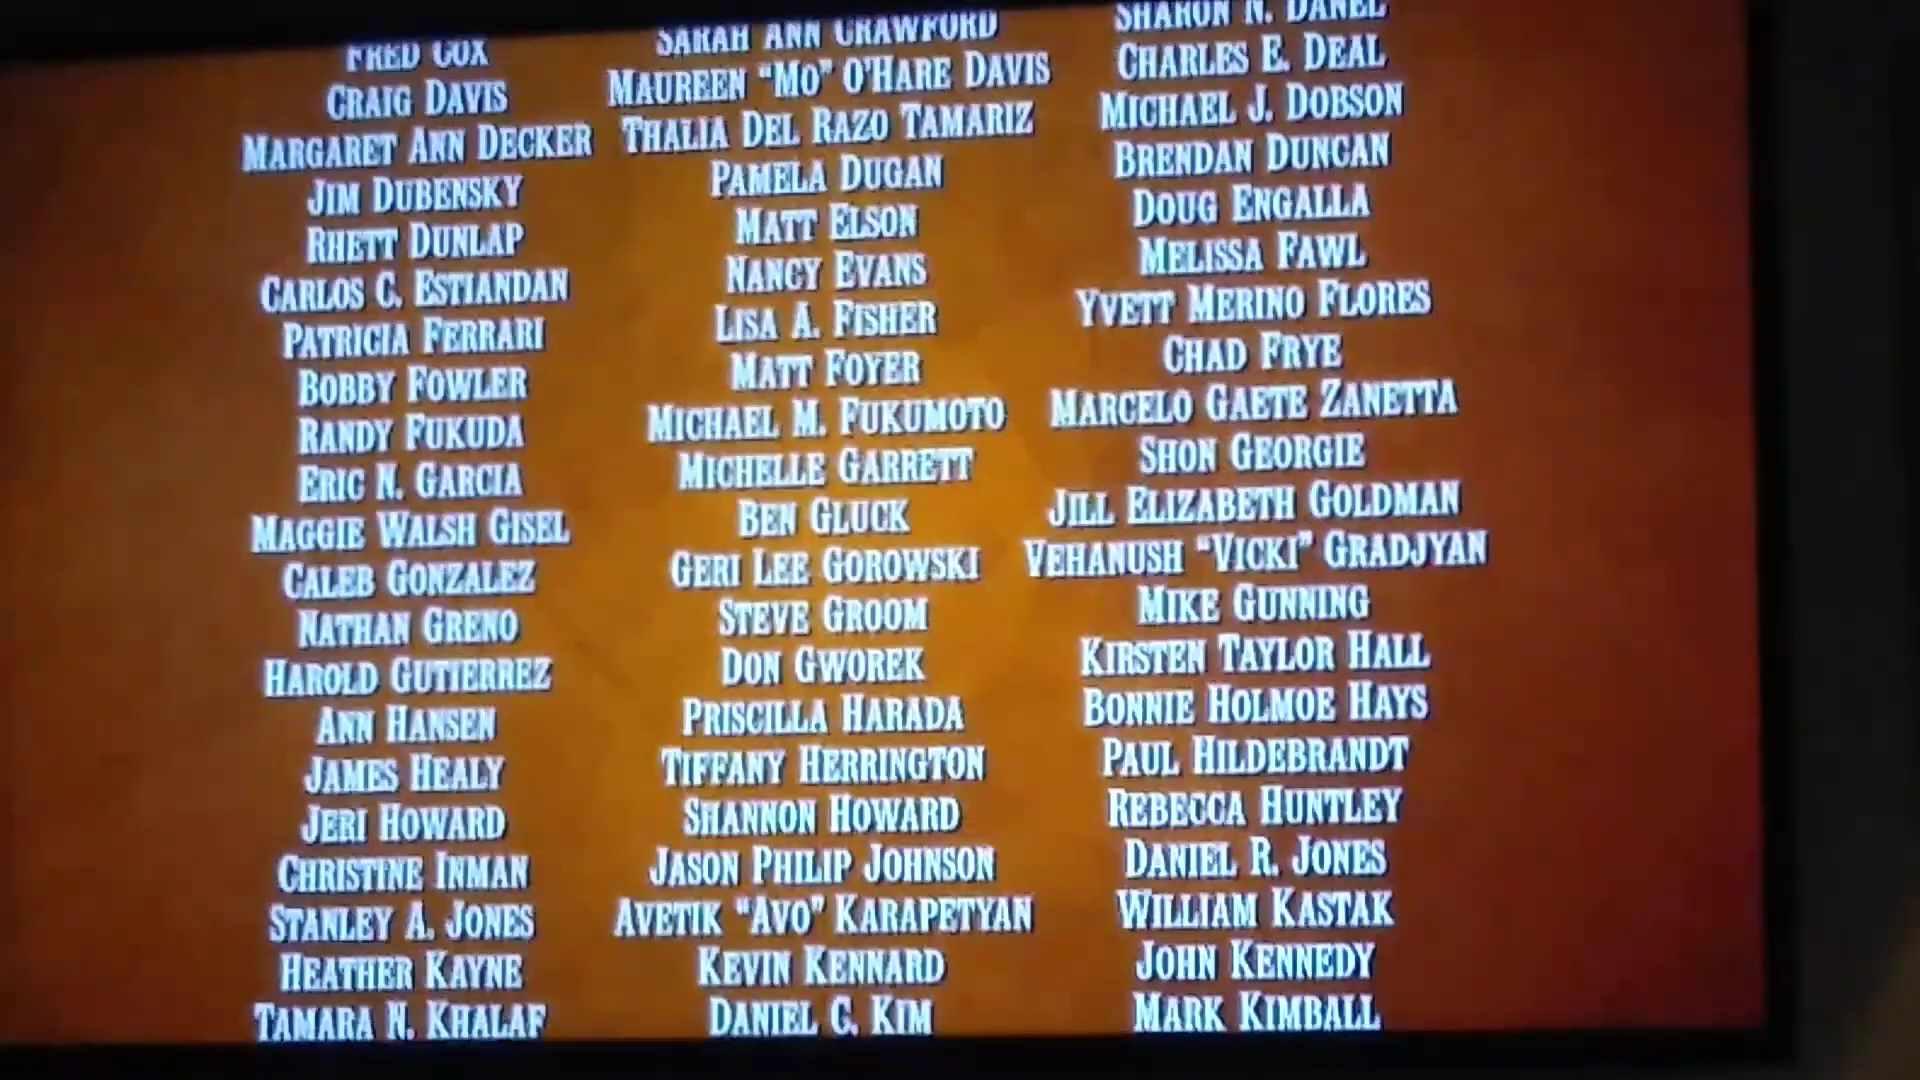 FRED COX
CRAIG DAVIS
MARGARET ANN DECKER
JIM DUBENSKY
RHETT DUNLAP
CARLOS C. ESTIANDAN
PATRICIA FERRARI
BOBBY FOWLER
RANDY FUKUDA
ERIC N. GARCIA
MAGGIE WALSH GISEL
CALEB GONZALEZ
NATHAN GRENO
HAROLD GUTIERREZ
ANN HANSEN
JAMES HEALY
JERI HOWARD
CHRISTINE INMAN
STANLEY A. JONES
HEATHER KAYNE
TAMARA N. KHALAF
SARAH ANN CRAWFORD
MAUREEN “MO” O’HARE DAVIS
THALIA DEL RAZO TAMARIZ
PAMELA DUGAN
MATT ELSON
NANCY EVANS
LISA A. FISHER
MATT FOYER
MICHAEL M. FUKUMOTO
MICHELLE GARRETT
BEN GLUCK
GERI LEE GOROWSKI
STEVE GROOM
DON GWOREK
PRISCILLA HARADA
TIFFANY HERRINGTON
SHANNON HOWARD
JASON PHILIP JOHNSON
AVETIK “AVO” KARAPETYAN
KEVIN KENNARD
DANIEL C. KIM
SHARON N. DANEL
CHARLES E. DEAL
MICHAEL J. DOBSON
BRENDAN DUNCAN
DOUG ENGALLA
MELISSA FAWL
YVETT MERINO FLORES
CHAD FRYE
MARCELO GAETE ZANETTA
SHON GEORGIE
JILL ELIZABETH GOLDMAN
VEHANUSH “VICKI” GRADJYAN
MIKE GUNNING
KIRSTEN TAYLOR HALL
BONNIE HOLMOE HAYS
PAUL HILDEBRANDT
REBECCA HUNTLEY
DANIEL R. JONES
WILLIAM KASTAK
JOHN KENNEDY
MARK KIMBALL